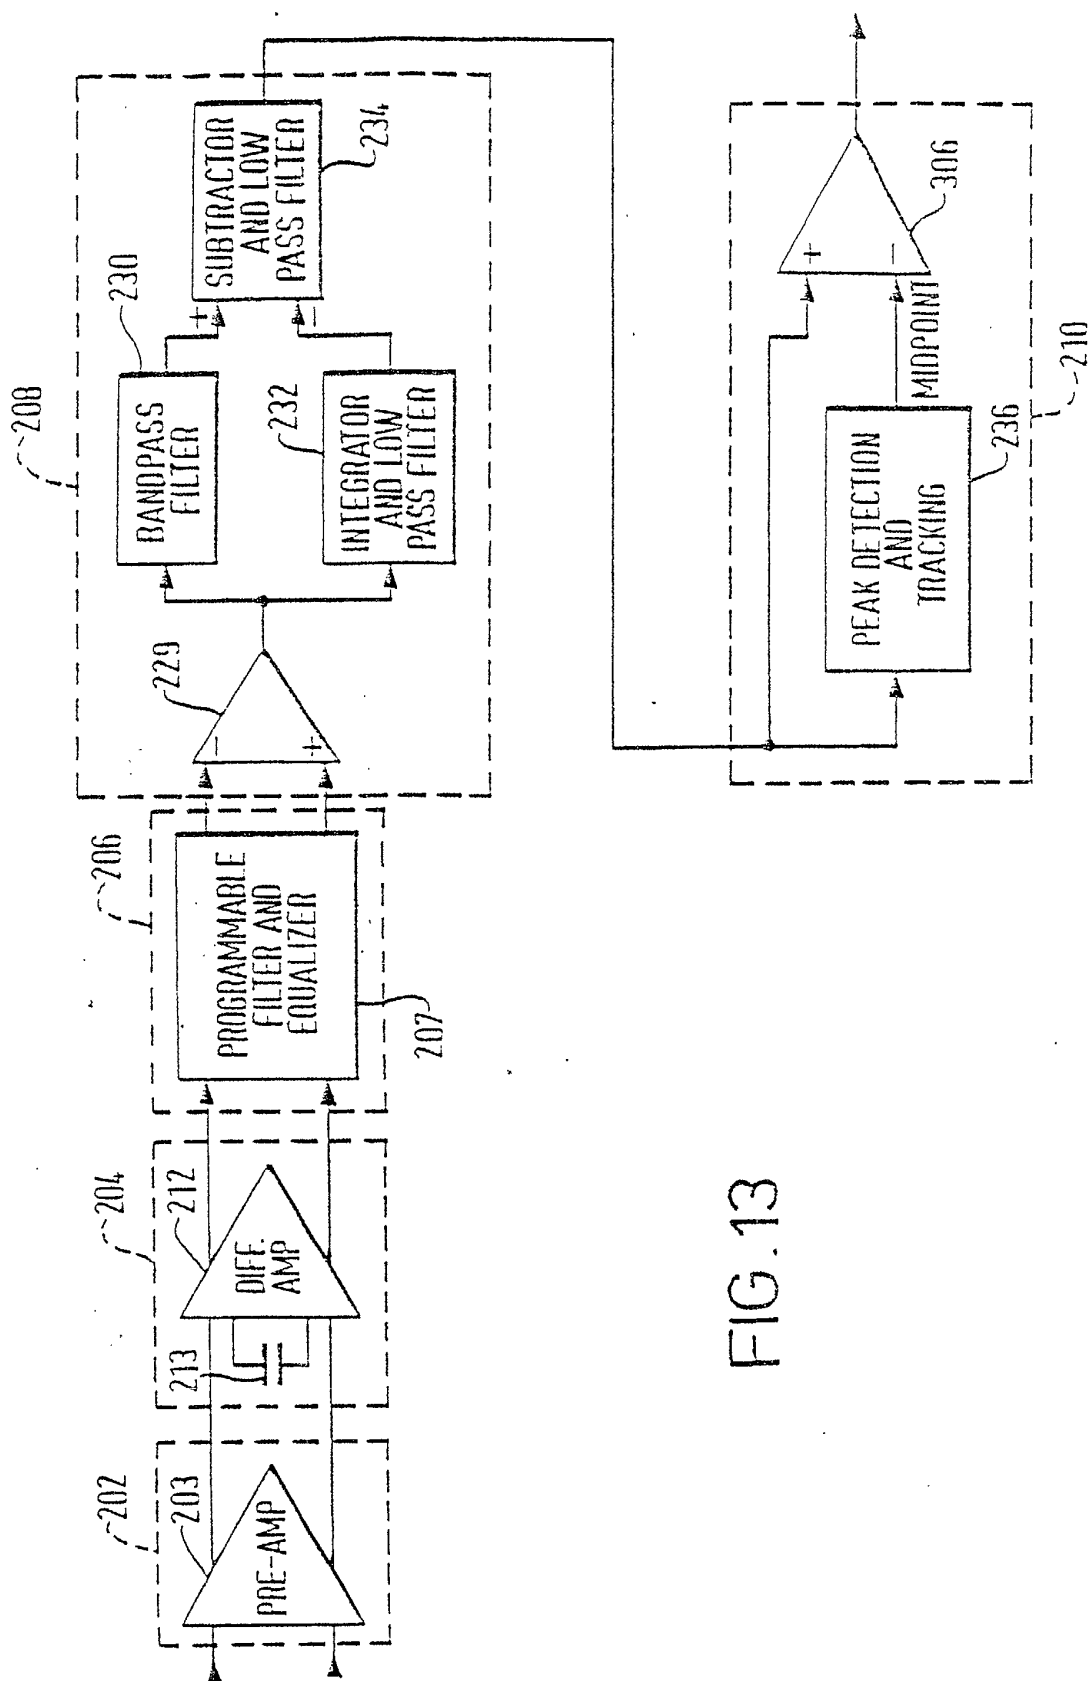 202
203
PRE-AMP
204
212
213
DIFF.
AMP
206
PROGRAMMABLE
FILTER AND
EQUALIZER
207
208
229
−
+
230
BANDPASS
FILTER
232
INTEGRATOR
AND LOW
PASS FILTER
+
−
SUBTRACTOR
AND LOW
PASS FILTER
234
PEAK DETECTION
AND
TRACKING
236
MIDPOINT
+
−
306
210
FIG.13